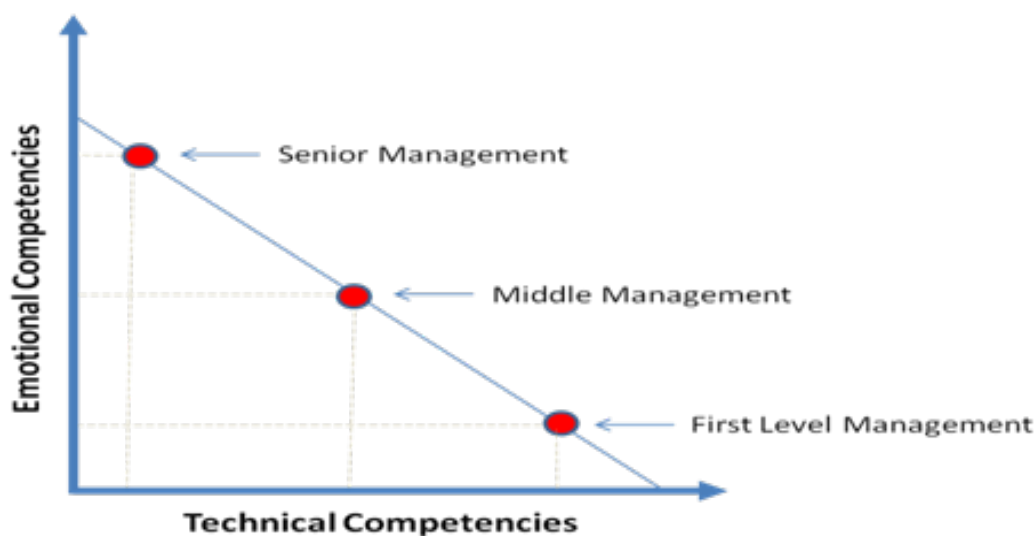 Emotional Competencies
Senior Management
Middle Management
First Level Management
Technical Competencies